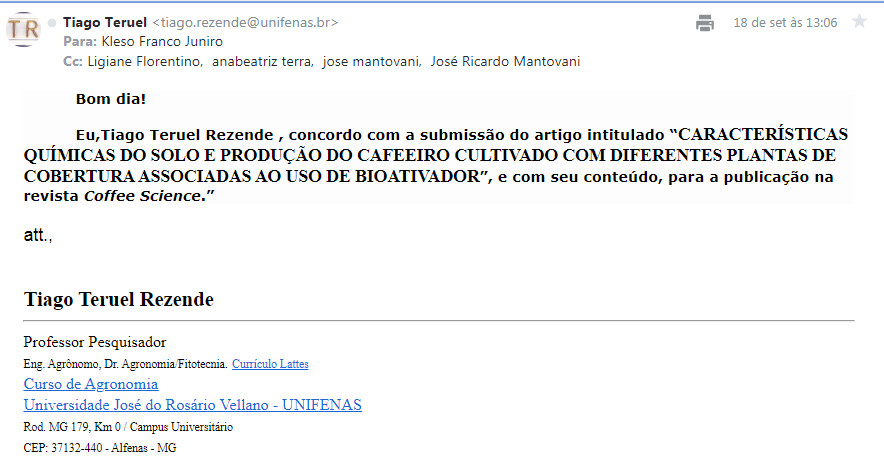 TR
Tiago Teruel <tiago.rezende@unifenas.br>
18 de set às 13:06
Para: Kleso Franco Juniro
Cc: Ligiane Florentino, anabeatriz terra, jose mantovani, José Ricardo Mantovani
Bom dia!
Eu,Tiago Teruel Rezende , concordo com a submissão do artigo intitulado “CARACTERÍSTICAS
QUÍMICAS DO SOLO E PRODUÇÃO DO CAFEEIRO CULTIVADO COM DIFERENTES PLANTAS DE
COBERTURA ASSOCIADAS AO USO DE BIOATIVADOR”, e com seu conteúdo, para a publicação na
revista Coffee Science.”
att.,
Tiago Teruel Rezende
Professor Pesquisador
Eng. Agrônomo, Dr. Agronomia/Fitotecnia. Currículo Lattes
Curso de Agronomia
Universidade José do Rosário Vellano - UNIFENAS
Rod. MG 179, Km 0 / Campus Universitário
CEP: 37132-440 - Alfenas - MG